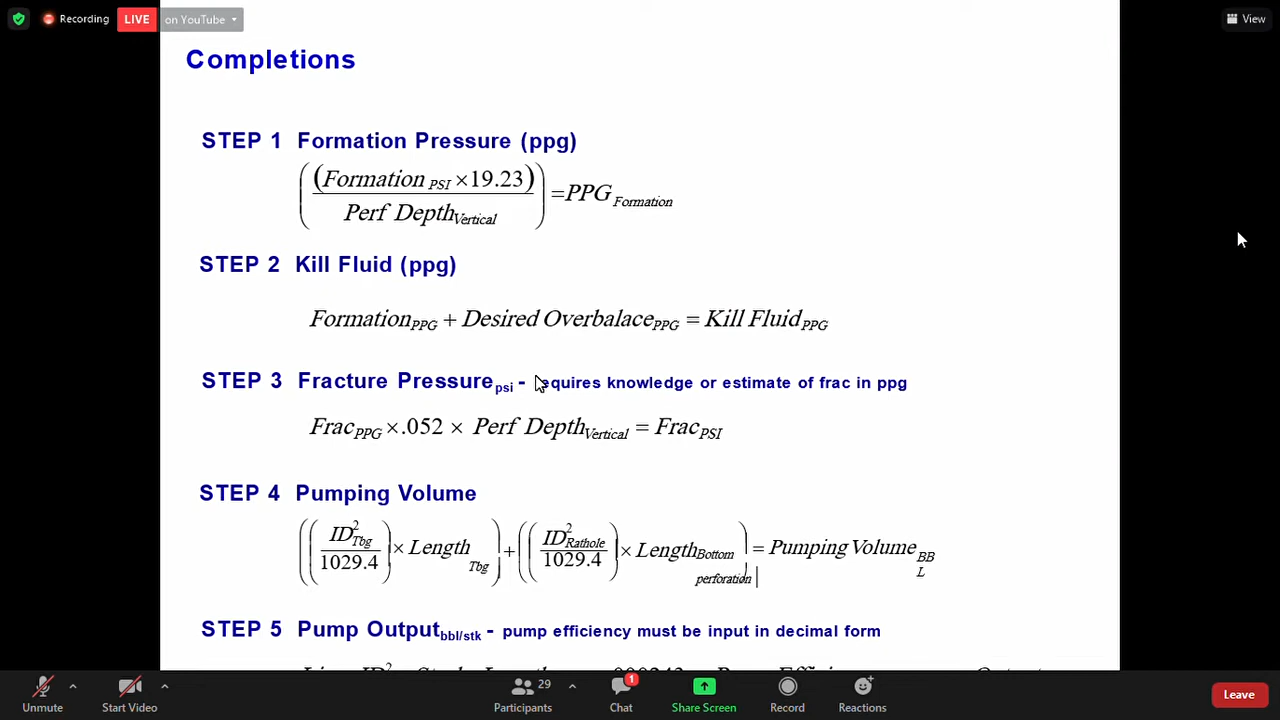 Recording LIVE on YouTube View
Completions
STEP 1 Formation Pressure (ppg)
((Formation PSI ×19.23)
Perf Depth Vertical) =PPG Formation
STEP 2 Kill Fluid (ppg)
Formation PPG + Desired Overbalace PPG = Kill Fluid PPG
STEP 3 Fracture Pressure psi - requires knowledge or estimate of frac in ppg
Frac PPG ×.052 × Perf Depth Vertical = Frac PSI
STEP 4 Pumping Volume
((ID²Tbg / 1029.4) × Length Tbg) + ((ID²Rathole / 1029.4) × Length Bottom perforation) = Pumping Volume BBL
STEP 5 Pump Output bbl/stk - pump efficiency must be input in decimal form
Unmute Start Video 29 Participants 1 Chat Share Screen Record Reactions Leave